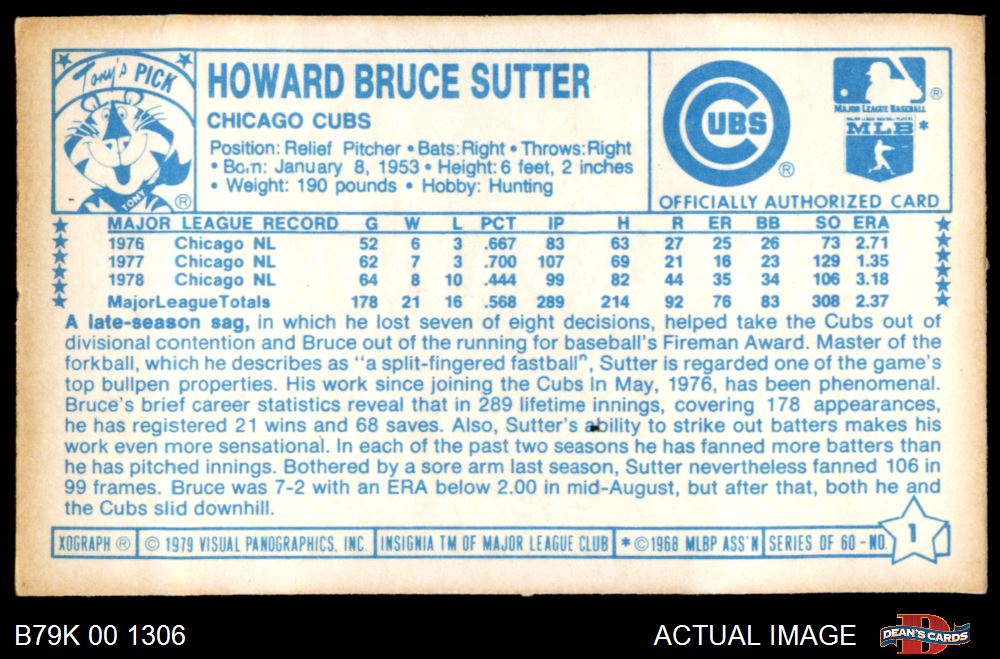 Tony's PICK
TONY
®
HOWARD BRUCE SUTTER
CHICAGO CUBS
Position: Relief Pitcher • Bats:Right • Throws:Right
• Born: January 8, 1953 • Height: 6 feet, 2 inches
• Weight: 190 pounds • Hobby: Hunting
CUBS ®
MAJOR LEAGUE BASEBALL ®
MLB *
OFFICIALLY AUTHORIZED CARD
MAJOR LEAGUE RECORD G W L PCT IP H R ER BB SO ERA
1976 Chicago NL 52 6 3 .667 83 63 27 25 26 73 2.71
1977 Chicago NL 62 7 3 .700 107 69 21 16 23 129 1.35
1978 Chicago NL 64 8 10 .444 99 82 44 35 34 106 3.18
MajorLeagueTotals 178 21 16 .568 289 214 92 76 83 308 2.37
A late-season sag, in which he lost seven of eight decisions, helped take the Cubs out of
divisional contention and Bruce out of the running for baseball's Fireman Award. Master of the
forkball, which he describes as "a split-fingered fastball", Sutter is regarded one of the game's
top bullpen properties. His work since joining the Cubs in May, 1976, has been phenomenal.
Bruce's brief career statistics reveal that in 289 lifetime innings, covering 178 appearances,
he has registered 21 wins and 68 saves. Also, Sutter's ability to strike out batters makes his
work even more sensational. In each of the past two seasons he has fanned more batters than
he has pitched innings. Bothered by a sore arm last season, Sutter nevertheless fanned 106 in
99 frames. Bruce was 7-2 with an ERA below 2.00 in mid-August, but after that, both he and
the Cubs slid downhill.
XOGRAPH ® © 1979 VISUAL PANOGRAPHICS, INC. INSIGNIA TM OF MAJOR LEAGUE CLUB * © 1968 MLBP ASS'N SERIES OF 60 - NO. 1
B79K 00 1306
ACTUAL IMAGE
DEAN'S CARDS